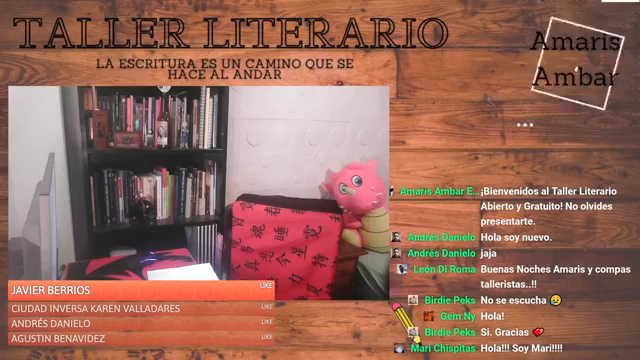 TALLER LITERARIO
LA ESCRITURA ES UN CAMINO QUE SE
HACE AL ANDAR
Amaris
Ambar
...
Amaris Ambar E... ¡Bienvenidos al Taller Literario
Abierto y Gratuito! No olvides
presentarte.
Andrés Danielo Hola soy nuevo.
Andrés Danielo jaja
León Di Roma Buenas Noches Amaris y compas
talleristas..!!
Birdie Peks No se escucha 😥
Gem Ny Hola!
Birdie Peks Si. Gracias 💋
Mari Chispitas Hola!!! Soy Mari!!!!
JAVIER BERRIOS LIKE
CIUDAD INVERSA KAREN VALLADARES LIKE
ANDRÉS DANIELO LIKE
AGUSTIN BENAVIDEZ LIKE